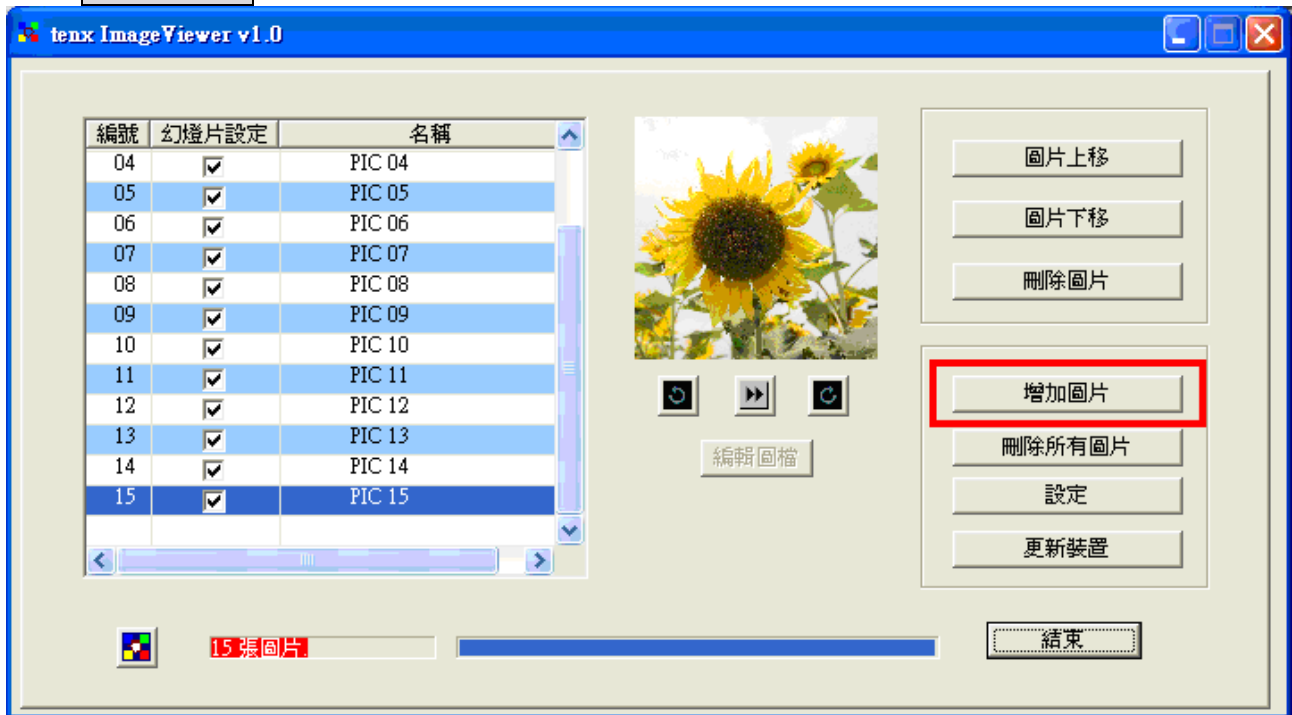 tenx ImageViewer v1.0
編號 幻燈片設定 名稱
04 PIC 04
05 PIC 05
06 PIC 06
07 PIC 07
08 PIC 08
09 PIC 09
10 PIC 10
11 PIC 11
12 PIC 12
13 PIC 13
14 PIC 14
15 PIC 15
編輯圖檔
圖片上移
圖片下移
刪除圖片
增加圖片
刪除所有圖片
設定
更新裝置
15 張圖片.
結束